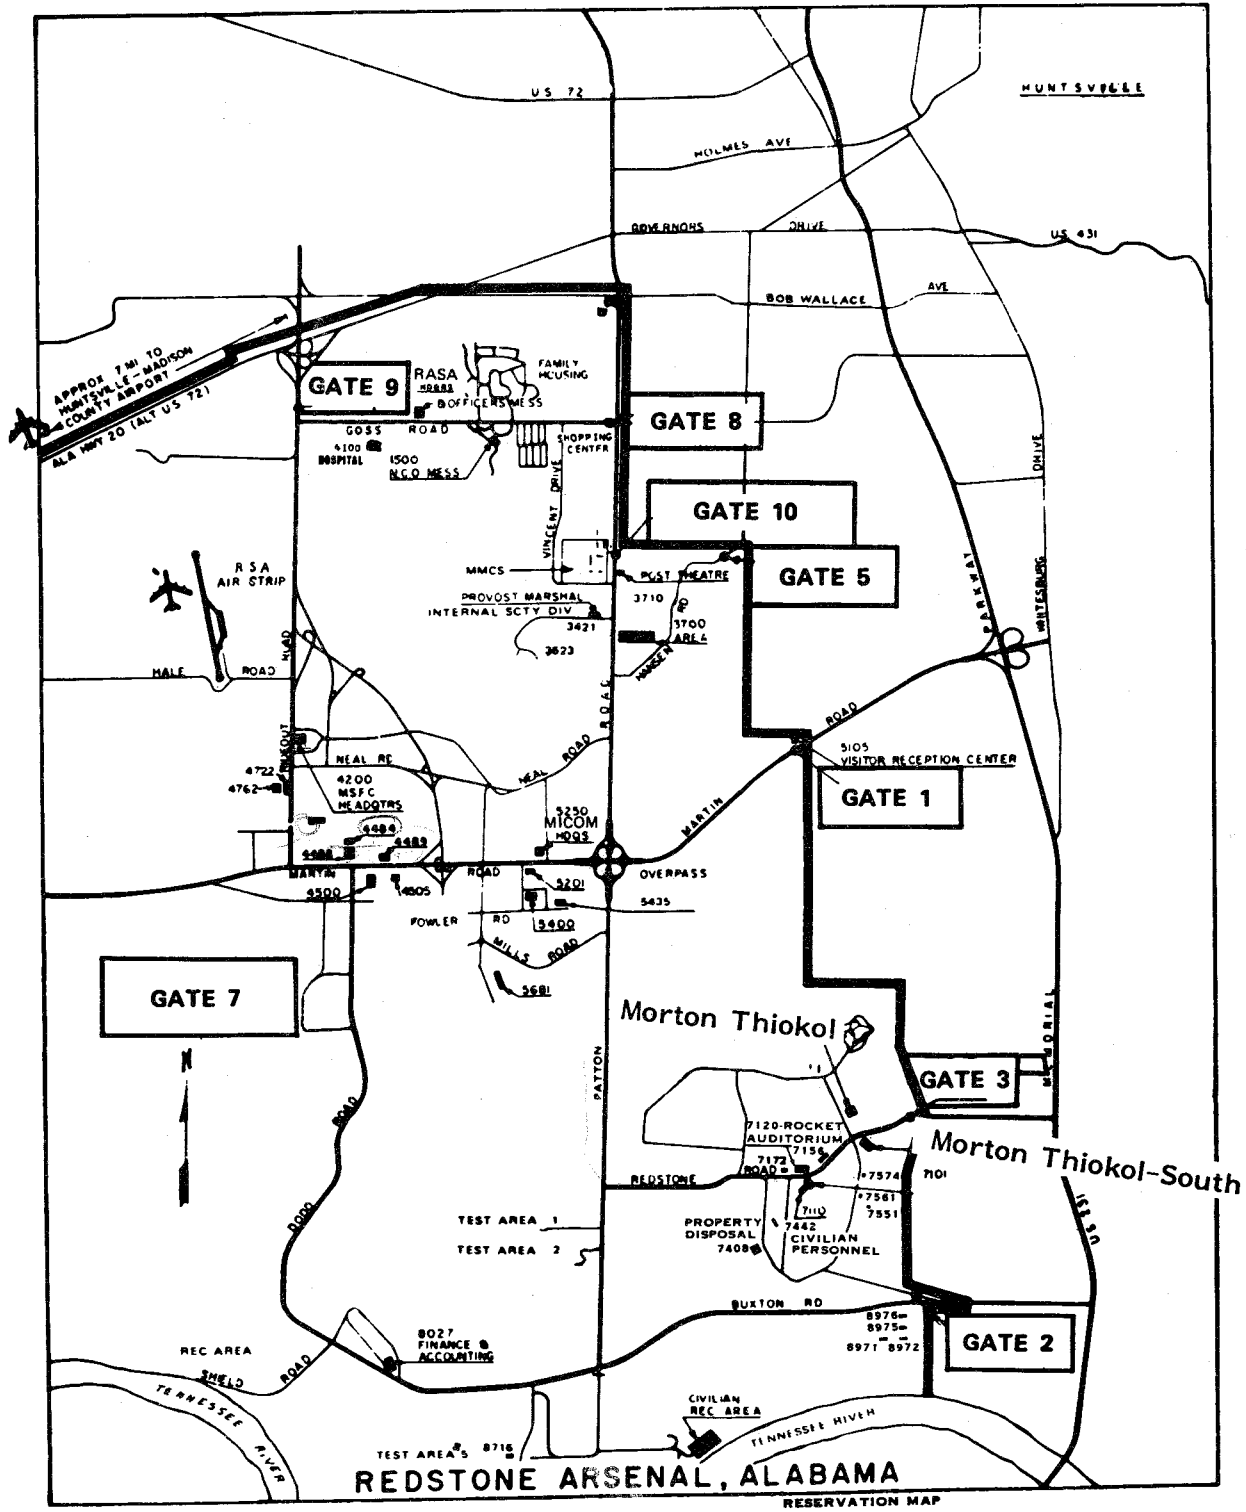 HUNTSVILLE
US 72
HOLMES AVE
GOVERNORS DRIVE
US 431
BOB WALLACE AVE
APPROX 7 MI TO
HUNTSVILLE-MADISON
COUNTY AIRPORT
ALA HWY 20 (ALT US 72)
GATE 9
RASA
HDQRS
OFFICERS MESS
FAMILY
HOUSING
GATE 8
GOSS ROAD
4100
HOSPITAL
1500
N.C.O MESS
SHOPPING
CENTER
VINCENT DRIVE
DRIVE
WHITESBURG
GATE 10
GATE 5
PARKWAY
RSA
AIR STRIP
MMCS
POST THEATRE
3710
PROVOST MARSHAL
INTERNAL SCTY DIV
3421
3623
3700
AREA
HANSEN RD
HALE ROAD
ROAD
RIDEOUT
ROAD
NEAL RD
NEAL ROAD
4722
4762
4200
MSFC
HEADQTRS
MARTIN ROAD
5105
VISITOR RECEPTION CENTER
GATE 1
5250
MICOM
HDQS
4484
4488
4489
MARTIN ROAD
OVERPASS
4500
4505
5201
5435
FOWLER RD
5400
MILLS ROAD
5681
GATE 7
N
Morton Thiokol
PATTON
MEMORIAL
GATE 3
7120-ROCKET
AUDITORIUM
7156
7172
REDSTONE ROAD
Morton Thiokol-South
7574
7101
7561
7551
7110
7442
CIVILIAN
PERSONNEL
PROPERTY
DISPOSAL
7408
TEST AREA 1
TEST AREA 2
DODD ROAD
US 231
BUXTON RD
8976
8975
8971 8972
GATE 2
8027
FINANCE &
ACCOUNTING
REC AREA
SHIELD ROAD
TENNESSEE RIVER
CIVILIAN
REC AREA
TENNESSEE RIVER
TEST AREA 5
8716
REDSTONE ARSENAL, ALABAMA
RESERVATION MAP